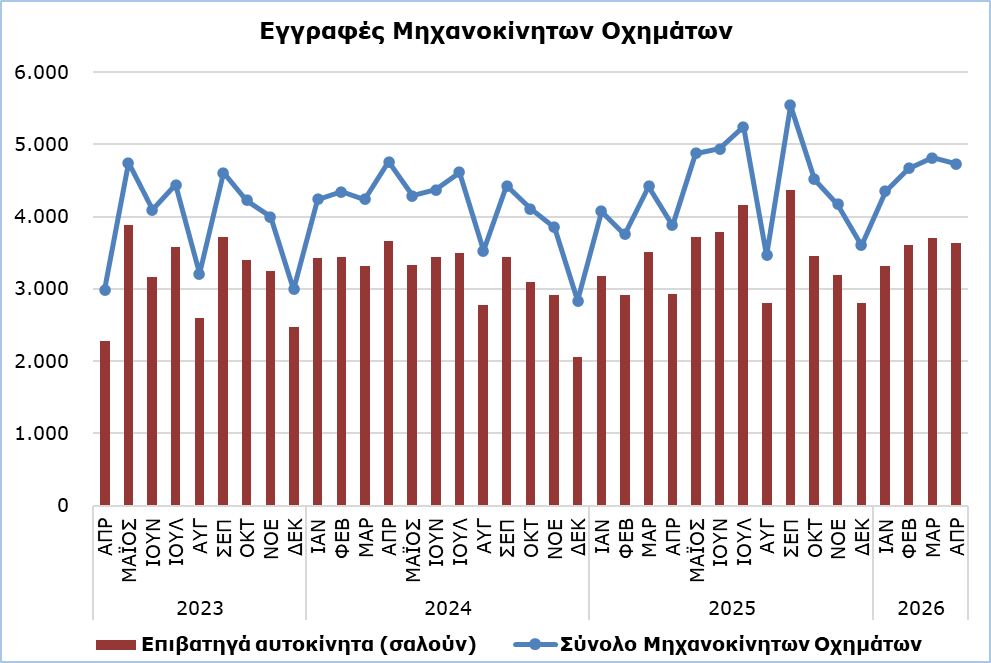 Εγγραφές Μηχανοκίνητων Οχημάτων
6.000
5.000
4.000
3.000
2.000
1.000
0
ΑΠΡ ΜΑΪΟΣ ΙΟΥΝ ΙΟΥΛ ΑΥΓ ΣΕΠ ΟΚΤ ΝΟΕ ΔΕΚ ΙΑΝ ΦΕΒ ΜΑΡ ΑΠΡ ΜΑΪΟΣ ΙΟΥΝ ΙΟΥΛ ΑΥΓ ΣΕΠ ΟΚΤ ΝΟΕ ΔΕΚ ΙΑΝ ΦΕΒ ΜΑΡ ΑΠΡ ΜΑΪΟΣ ΙΟΥΝ ΙΟΥΛ ΑΥΓ ΣΕΠ ΟΚΤ ΝΟΕ ΔΕΚ ΙΑΝ ΦΕΒ ΜΑΡ ΑΠΡ
2023 2024 2025 2026
Επιβατηγά αυτοκίνητα (σαλούν) Σύνολο Μηχανοκίνητων Οχημάτων